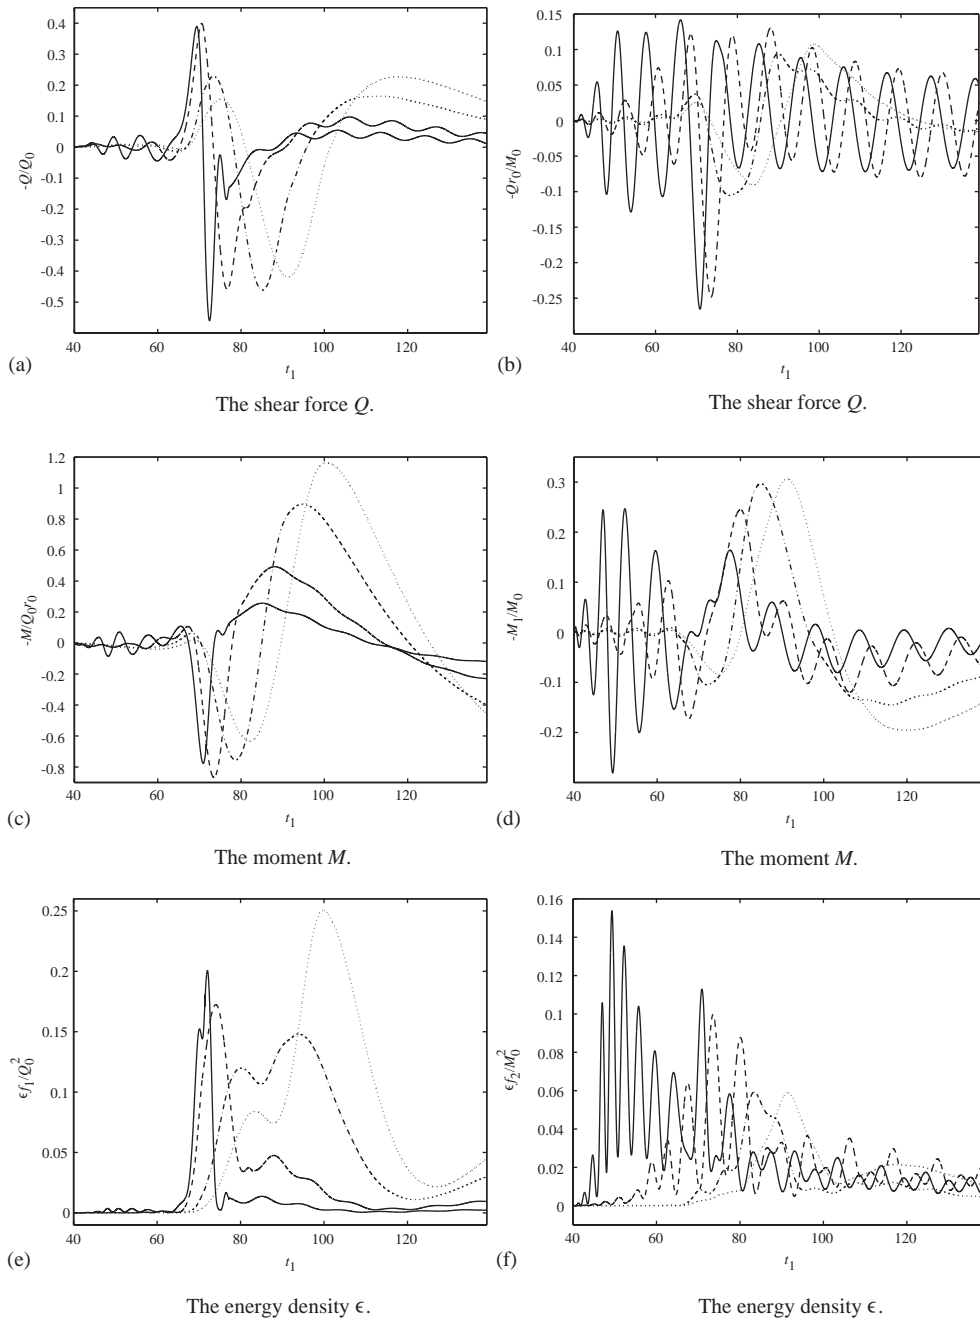 0.4
0.3
0.2
0.1
0
-0.1
-0.2
-0.3
-0.4
-0.5
-Q/Q0
40 60 80 100 120
(a)
t1
The shear force Q.
0.15
0.1
0.05
0
-0.05
-0.1
-0.15
-0.2
-0.25
-Qr0/M0
40 60 80 100 120
(b)
t1
The shear force Q.
1.2
1
0.8
0.6
0.4
0.2
0
-0.2
-0.4
-0.6
-0.8
-M/Q0r0
40 60 80 100 120
(c)
t1
The moment M.
0.3
0.2
0.1
0
-0.1
-0.2
-M1/M0
40 60 80 100 120
(d)
t1
The moment M.
0.25
0.2
0.15
0.1
0.05
0
ϵf1/Q0^2
40 60 80 100 120
(e)
t1
The energy density ϵ.
0.16
0.14
0.12
0.1
0.08
0.06
0.04
0.02
0
ϵf2/M0^2
40 60 80 100 120
(f)
t1
The energy density ϵ.